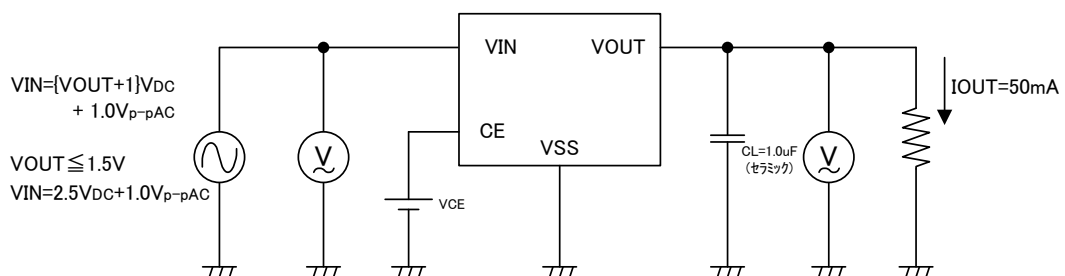 VIN={VOUT+1}VDC
+ 1.0Vp-pAC
VOUT≦1.5V
VIN=2.5VDC+1.0Vp-pAC
V
VIN
VOUT
CE
VSS
VCE
CL=1.0uF
(セラミック)
V
IOUT=50mA